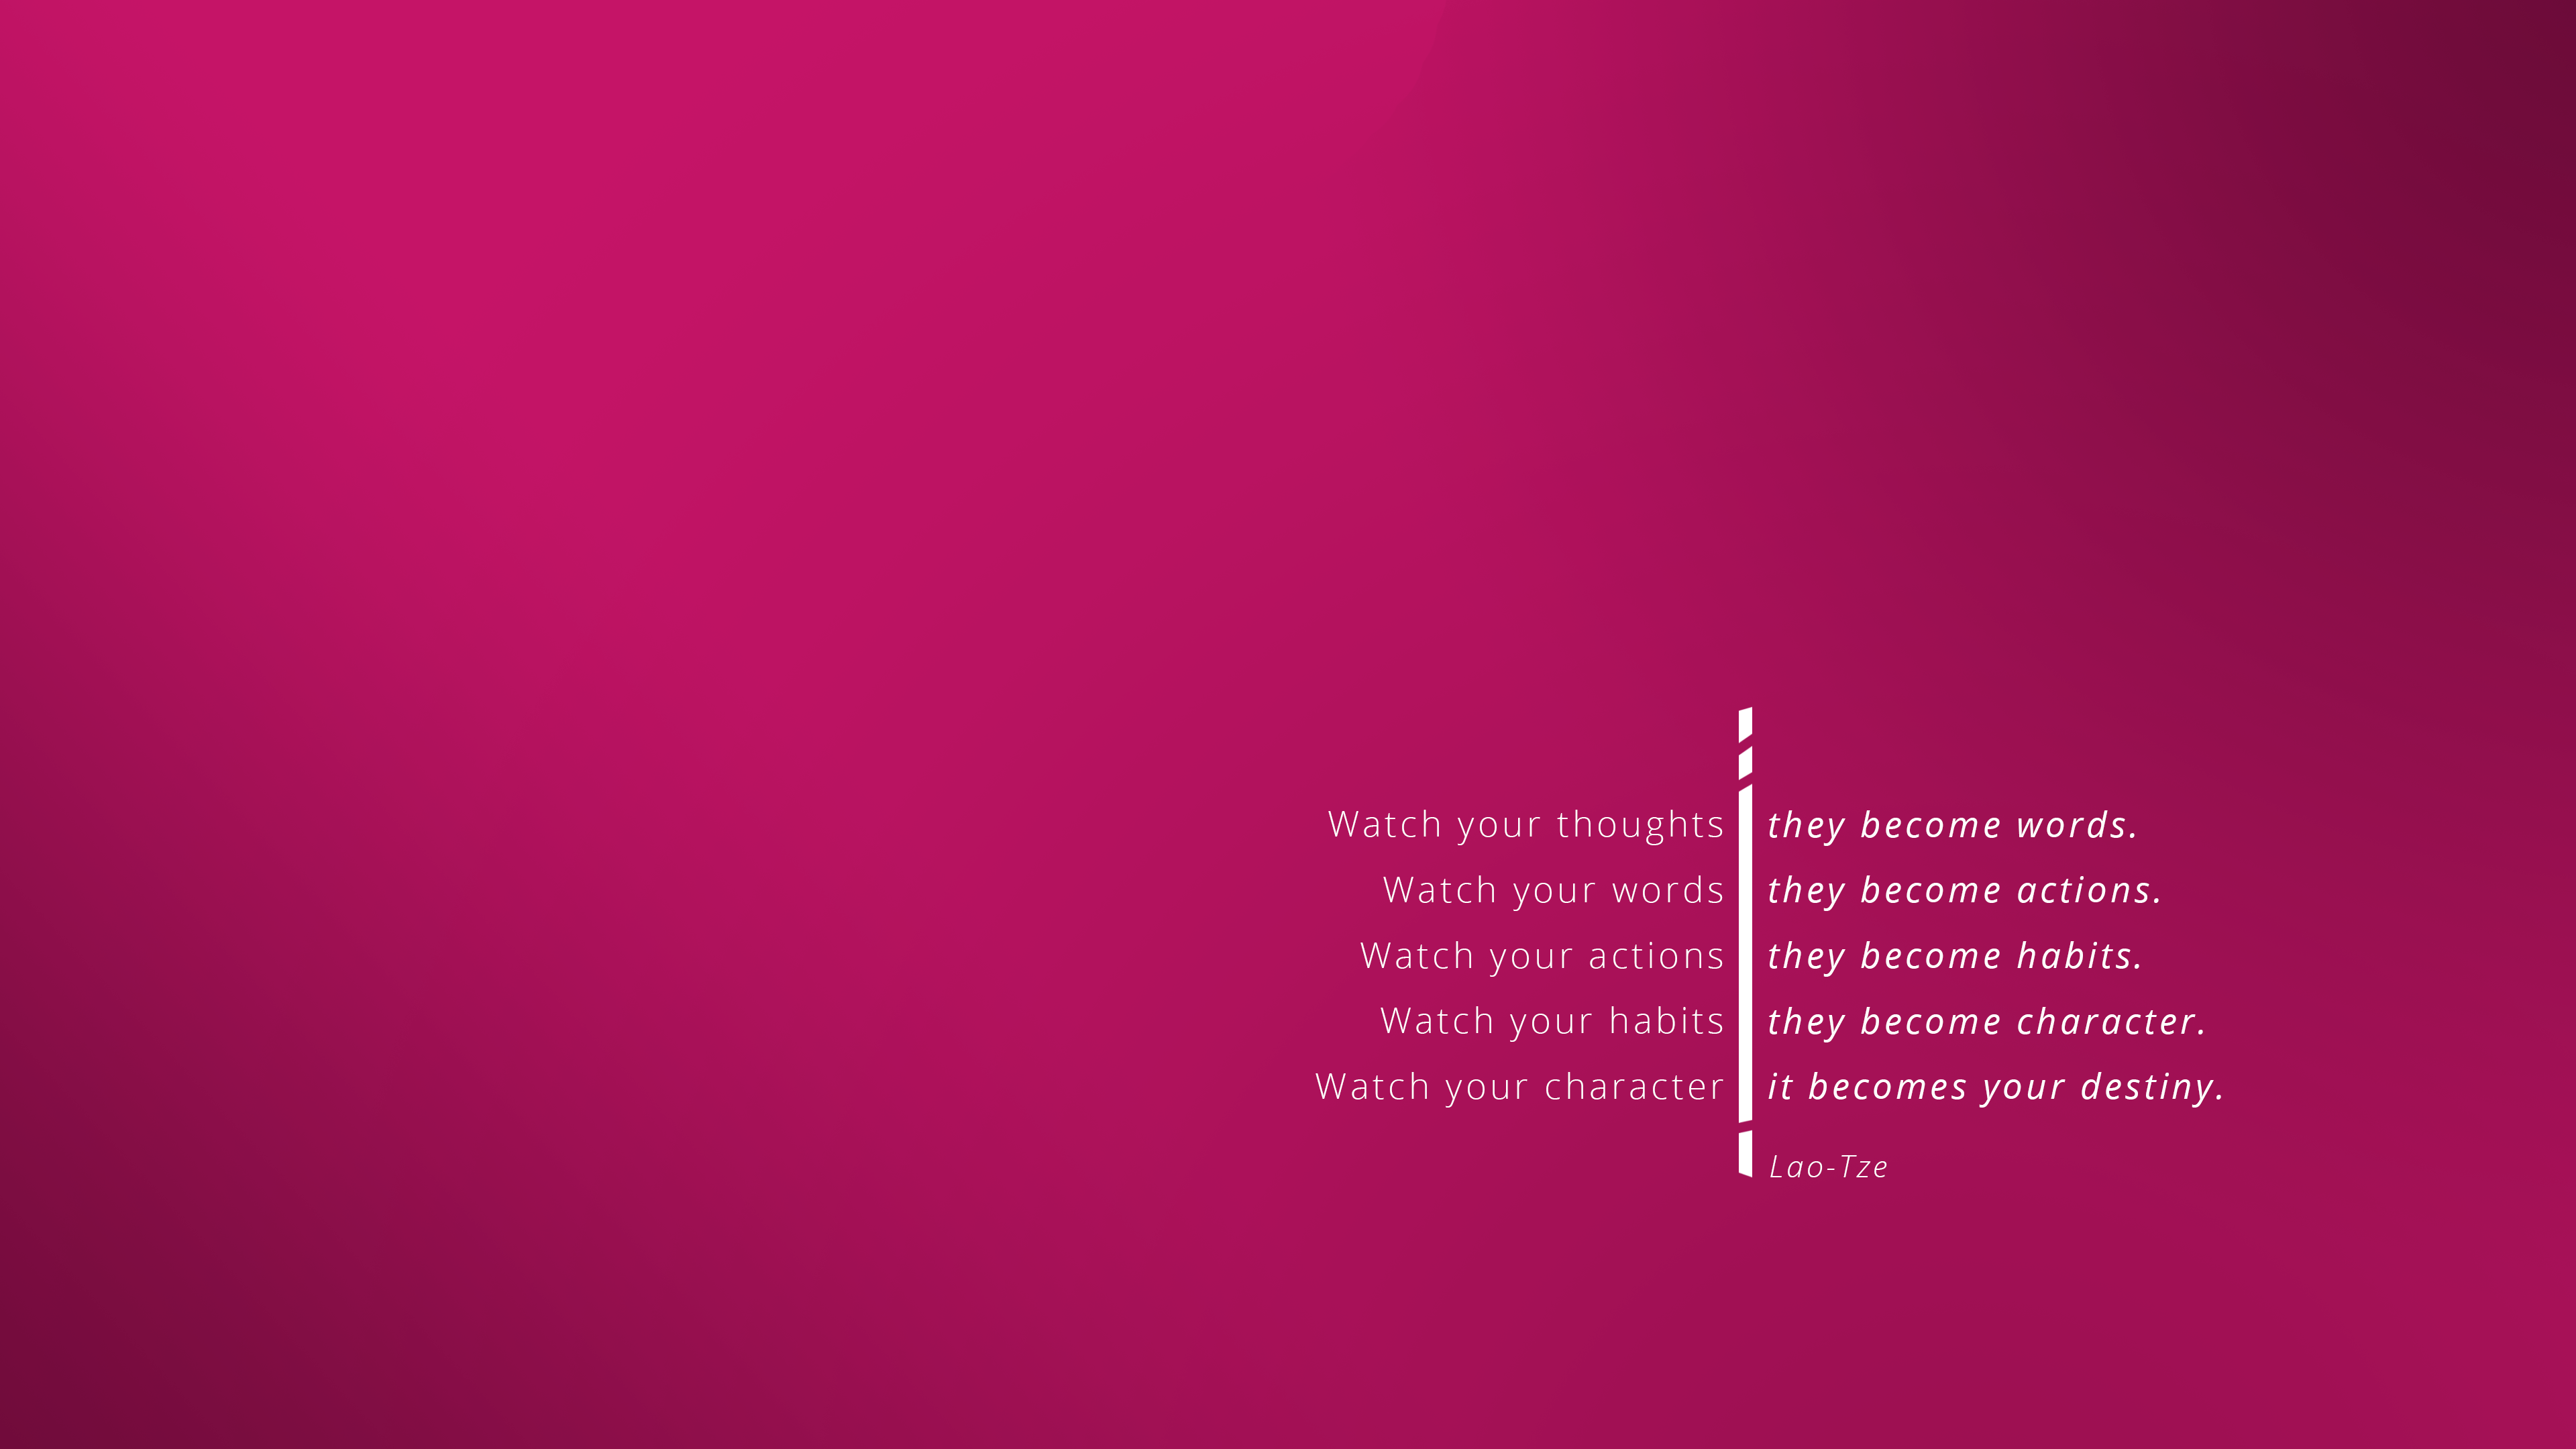 Watch your thoughts they become words.
Watch your words they become actions.
Watch your actions they become habits.
Watch your habits they become character.
Watch your character it becomes your destiny.
Lao-Tze